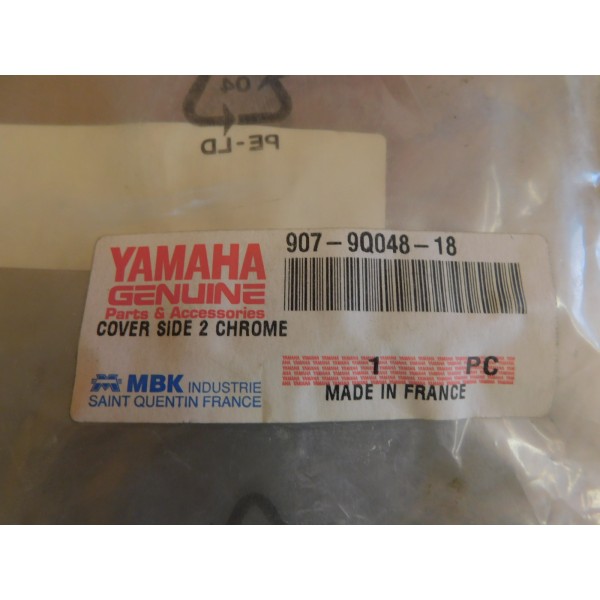 04
PE-LD
YAMAHA
GENUINE
Parts & Accessories
907-9Q048-18
COVER SIDE 2 CHROME
MBK INDUSTRIE
SAINT QUENTIN FRANCE
1 PC
MADE IN FRANCE